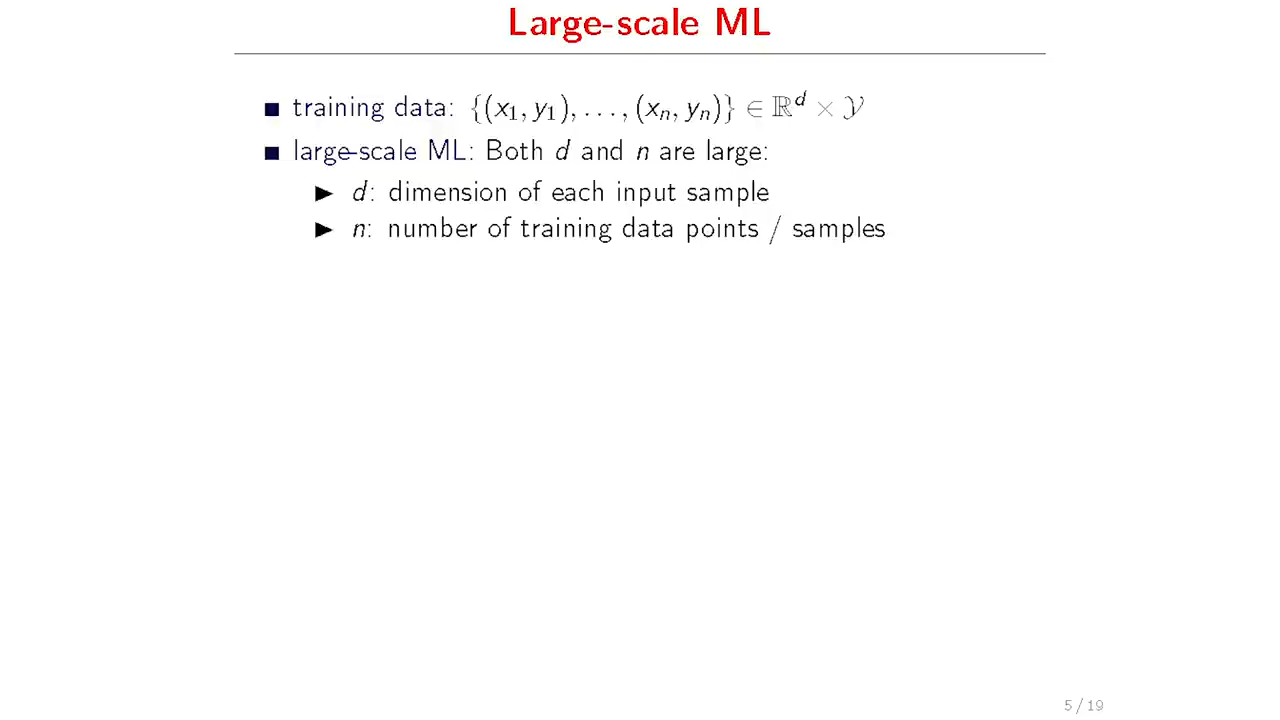 Large-scale ML
■ training data: {(x₁, y₁), . . . , (xₙ, yₙ)} ∈ ℝᵈ × 𝒴
■ large-scale ML: Both d and n are large:
▶ d: dimension of each input sample
▶ n: number of training data points / samples
5 / 19